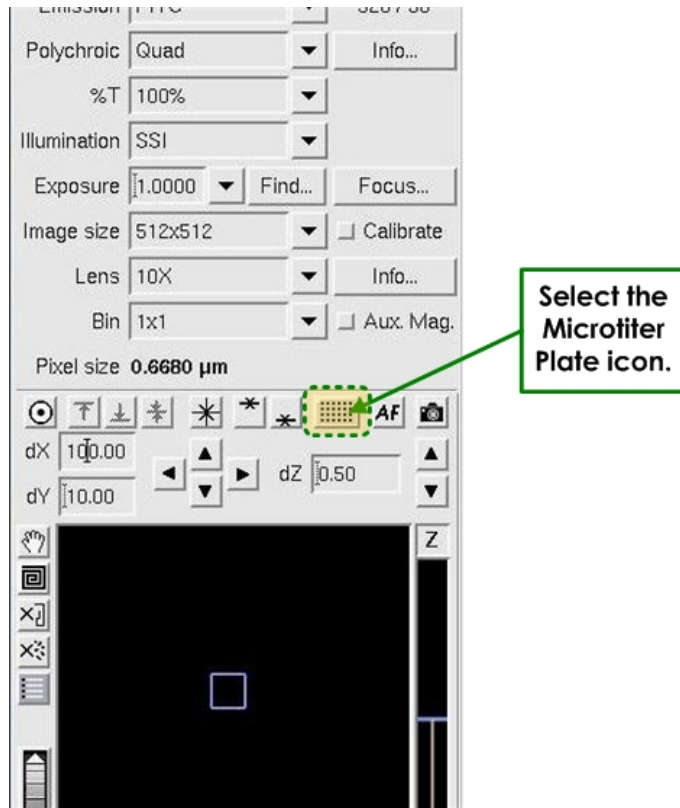 Emission FITC
Polychroic Quad Info...
%T 100%
Illumination SSI
Exposure 1.0000 Find... Focus...
Image size 512x512 Calibrate
Lens 10X Info...
Bin 1x1 Aux. Mag.
Pixel size 0.6680 µm
Select the
Microtiter
Plate icon.
AF
dX 100.00
dZ 0.50
dY 10.00
Z